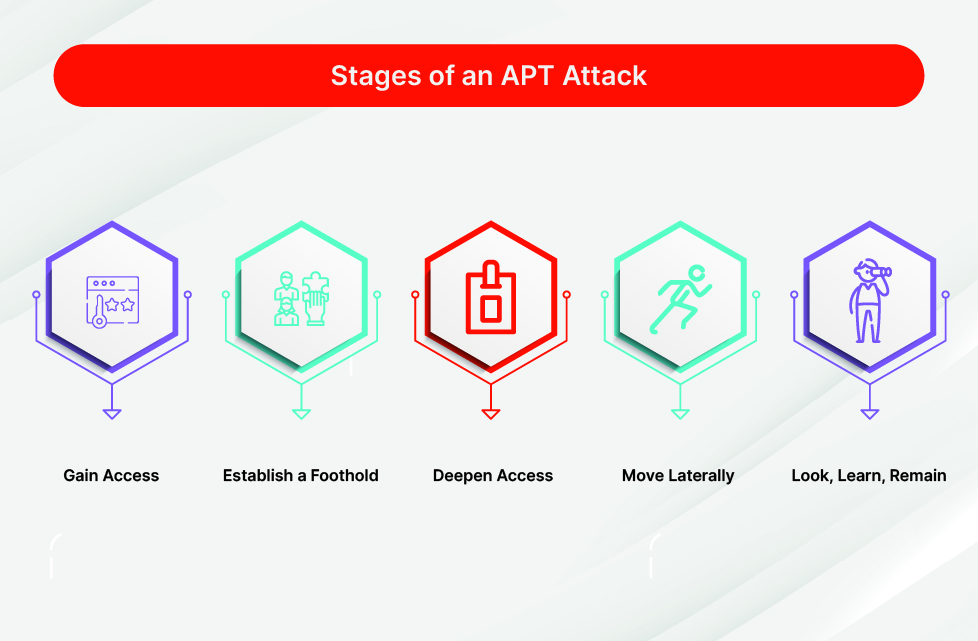 Stages of an APT Attack
Gain Access
Establish a Foothold
Deepen Access
Move Laterally
Look, Learn, Remain